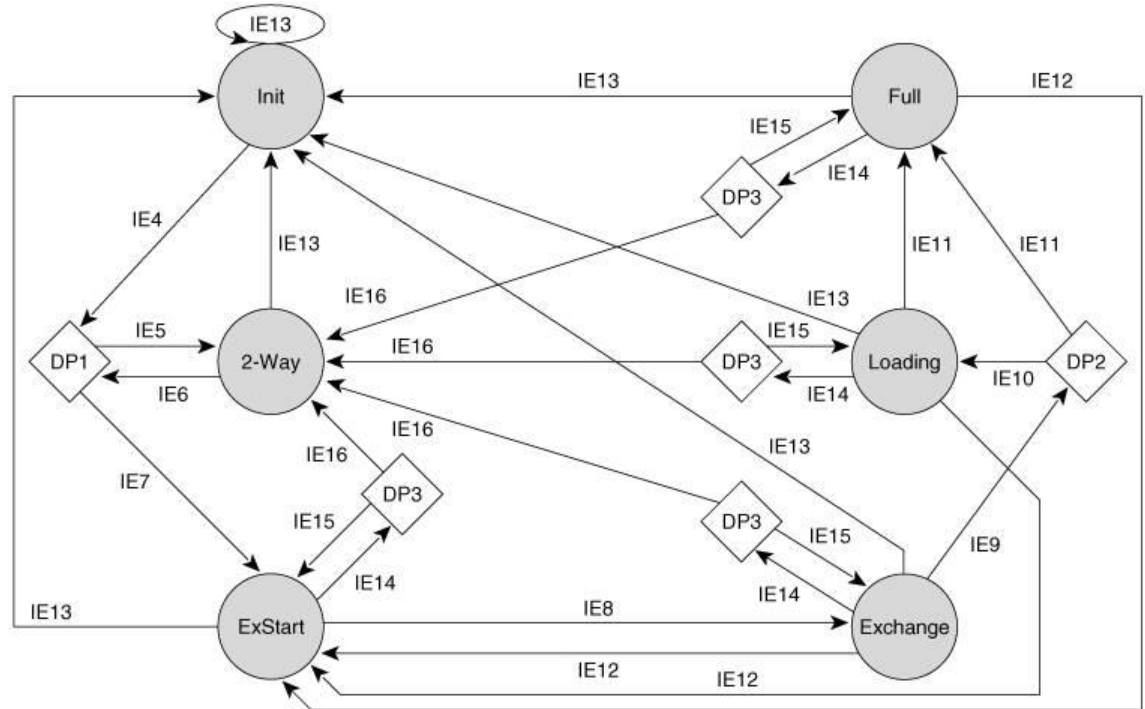 IE13
Init
IE13
Full
IE12
IE15
IE14
DP3
IE4
IE13
IE11
IE11
IE16
IE13
IE5
IE15
DP1
2-Way
IE16
DP3
Loading
DP2
IE6
IE14
IE10
IE16
IE16
IE13
IE7
DP3
DP3
IE15
IE15
IE9
IE14
IE14
IE13
IE8
ExStart
Exchange
IE12
IE12